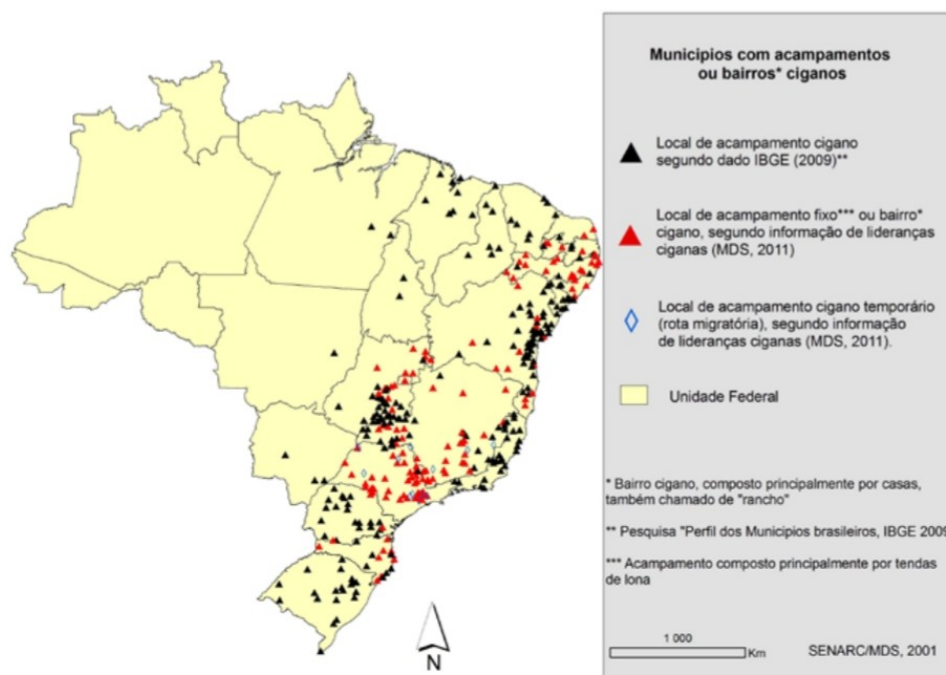 Municipios com acampamentos
ou bairros* ciganos
Local de acampamento cigano
segundo dado IBGE (2009)**
Local de acampamento fixo*** ou bairro*
cigano, segundo informação de lideranças
ciganas (MDS, 2011)
Local de acampamento cigano temporário
(rota migratória), segundo informação
de lideranças ciganas (MDS, 2011).
Unidade Federal
* Bairro cigano, composto principalmente por casas,
também chamado de "rancho"
** Pesquisa "Perfil dos Municipios brasileiros, IBGE 2009
*** Acampamento composto principalmente por tendas
de lona
1 000
Km
SENARC/MDS, 2001
N